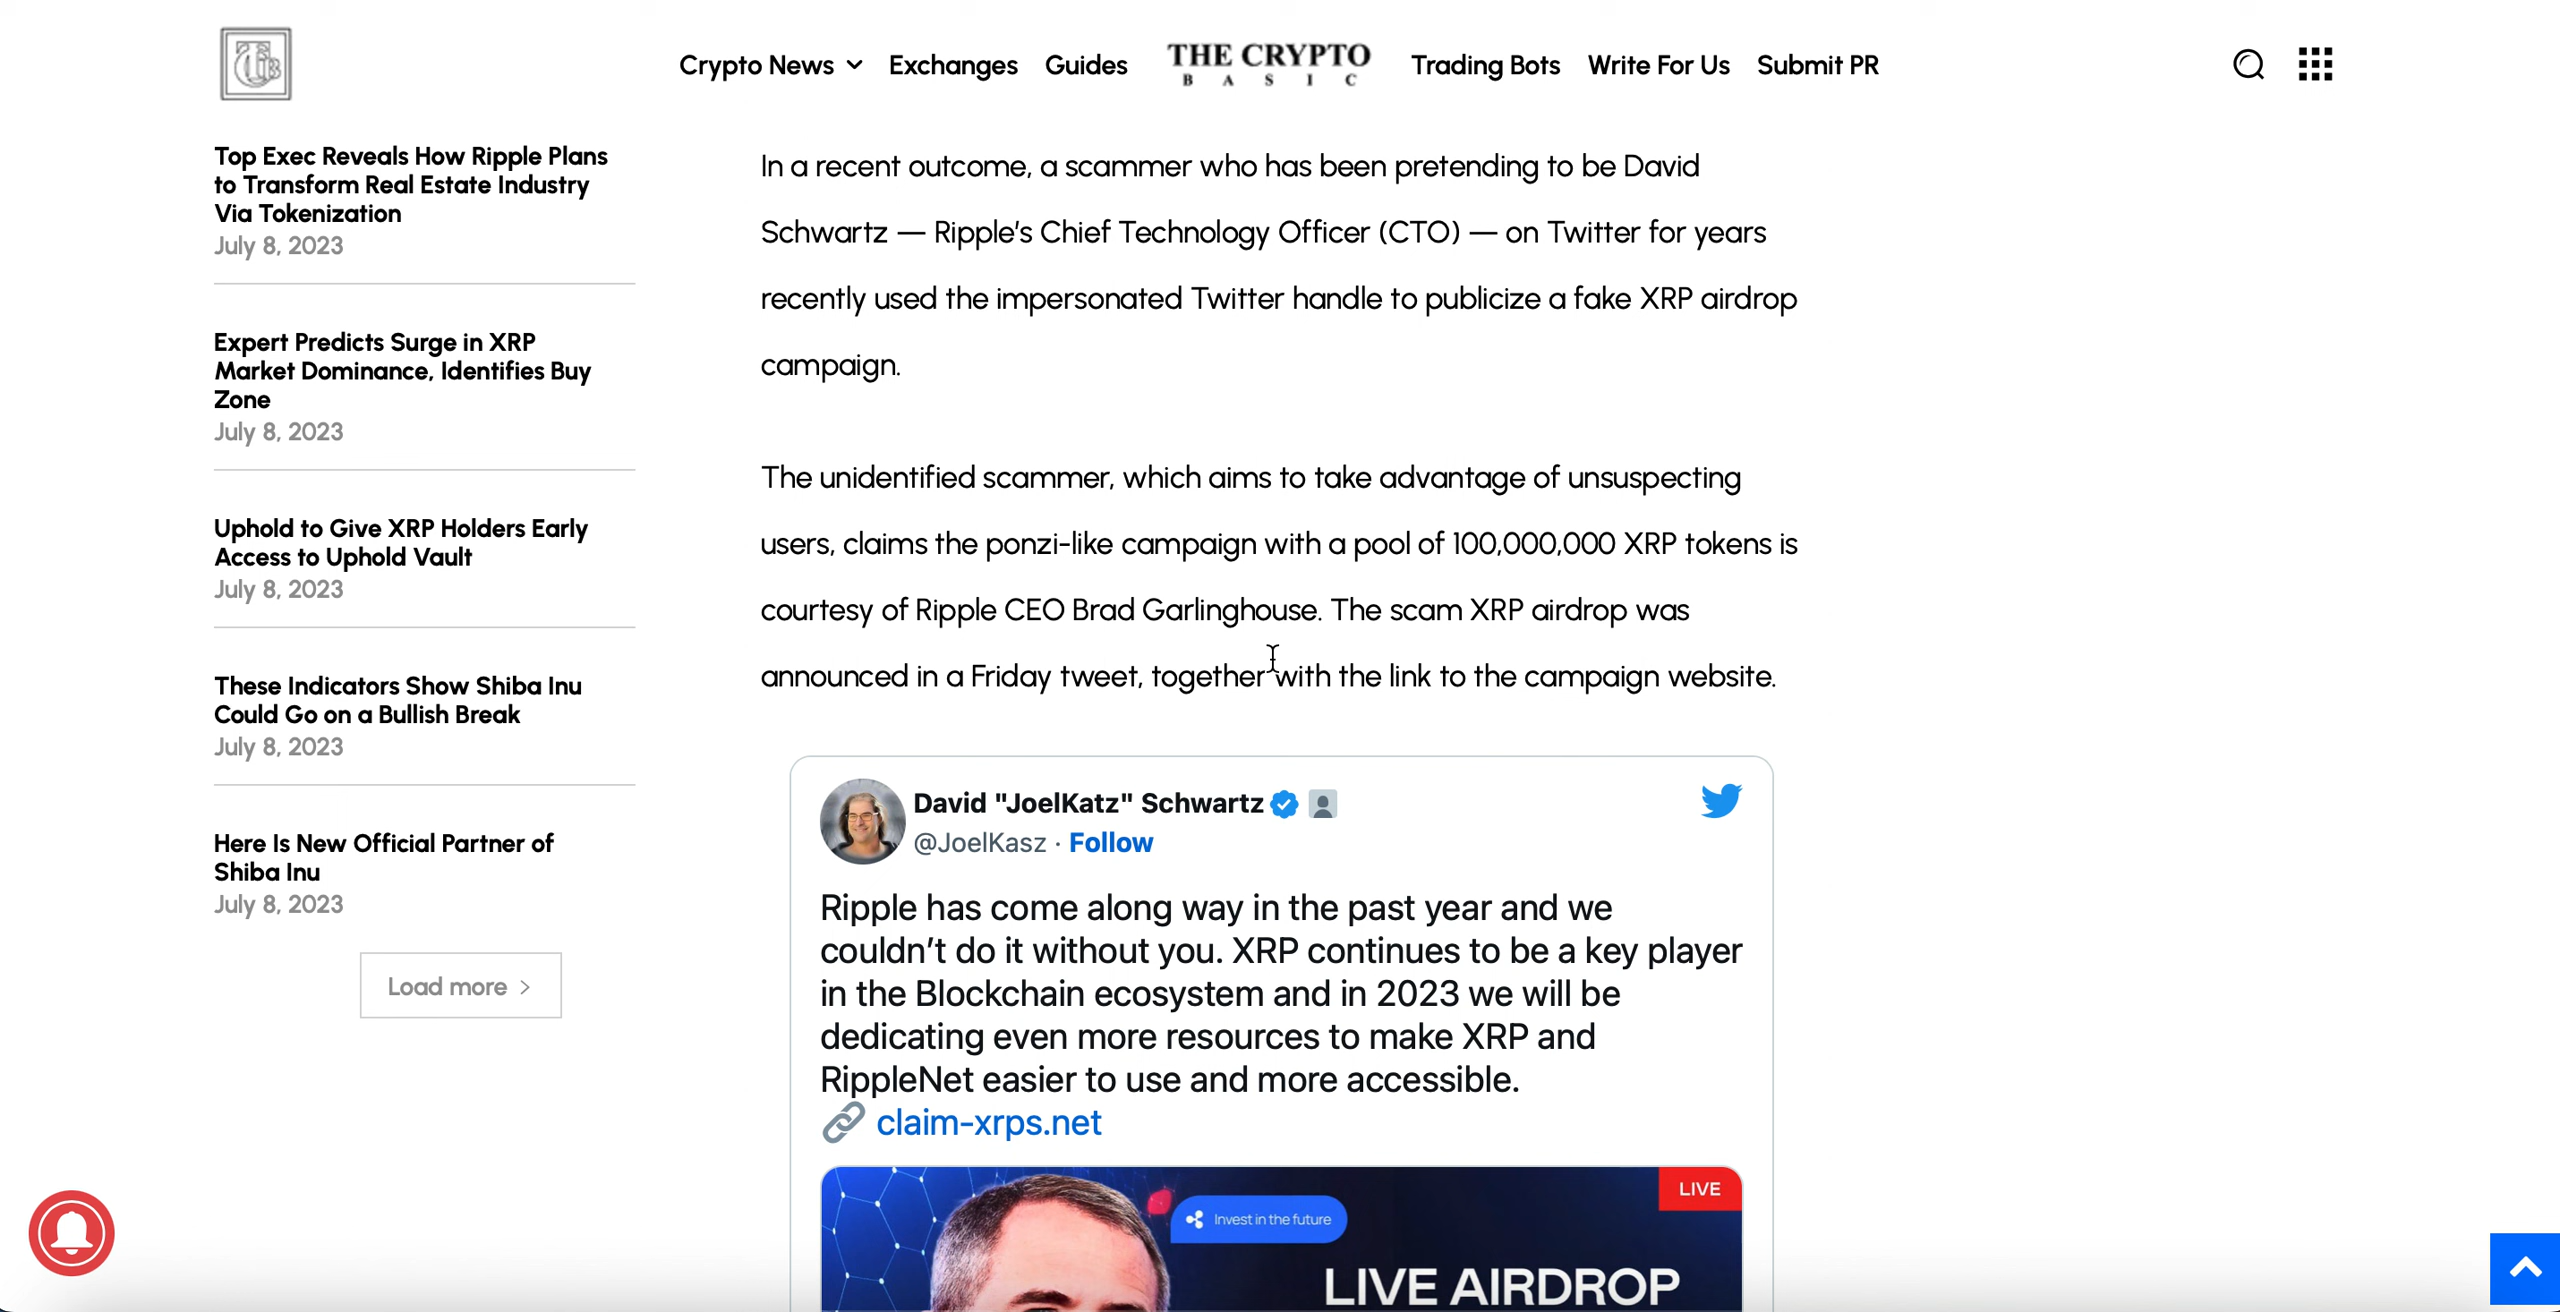 Crypto News
Exchanges
Guides
THE CRYPTO
BASIC
Trading Bots
Write For Us
Submit PR
Top Exec Reveals How Ripple Plans
to Transform Real Estate Industry
Via Tokenization
July 8, 2023
Expert Predicts Surge in XRP
Market Dominance, Identifies Buy
Zone
July 8, 2023
Uphold to Give XRP Holders Early
Access to Uphold Vault
July 8, 2023
These Indicators Show Shiba Inu
Could Go on a Bullish Break
July 8, 2023
Here Is New Official Partner of
Shiba Inu
July 8, 2023
Load more
In a recent outcome, a scammer who has been pretending to be David
Schwartz — Ripple's Chief Technology Officer (CTO) — on Twitter for years
recently used the impersonated Twitter handle to publicize a fake XRP airdrop
campaign.
The unidentified scammer, which aims to take advantage of unsuspecting
users, claims the ponzi-like campaign with a pool of 100,000,000 XRP tokens is
courtesy of Ripple CEO Brad Garlinghouse. The scam XRP airdrop was
announced in a Friday tweet, together with the link to the campaign website.
David "JoelKatz" Schwartz
@JoelKasz · Follow
Ripple has come along way in the past year and we
couldn't do it without you. XRP continues to be a key player
in the Blockchain ecosystem and in 2023 we will be
dedicating even more resources to make XRP and
RippleNet easier to use and more accessible.
claim-xrps.net
LIVE
Invest in the future
LIVE AIRDROP